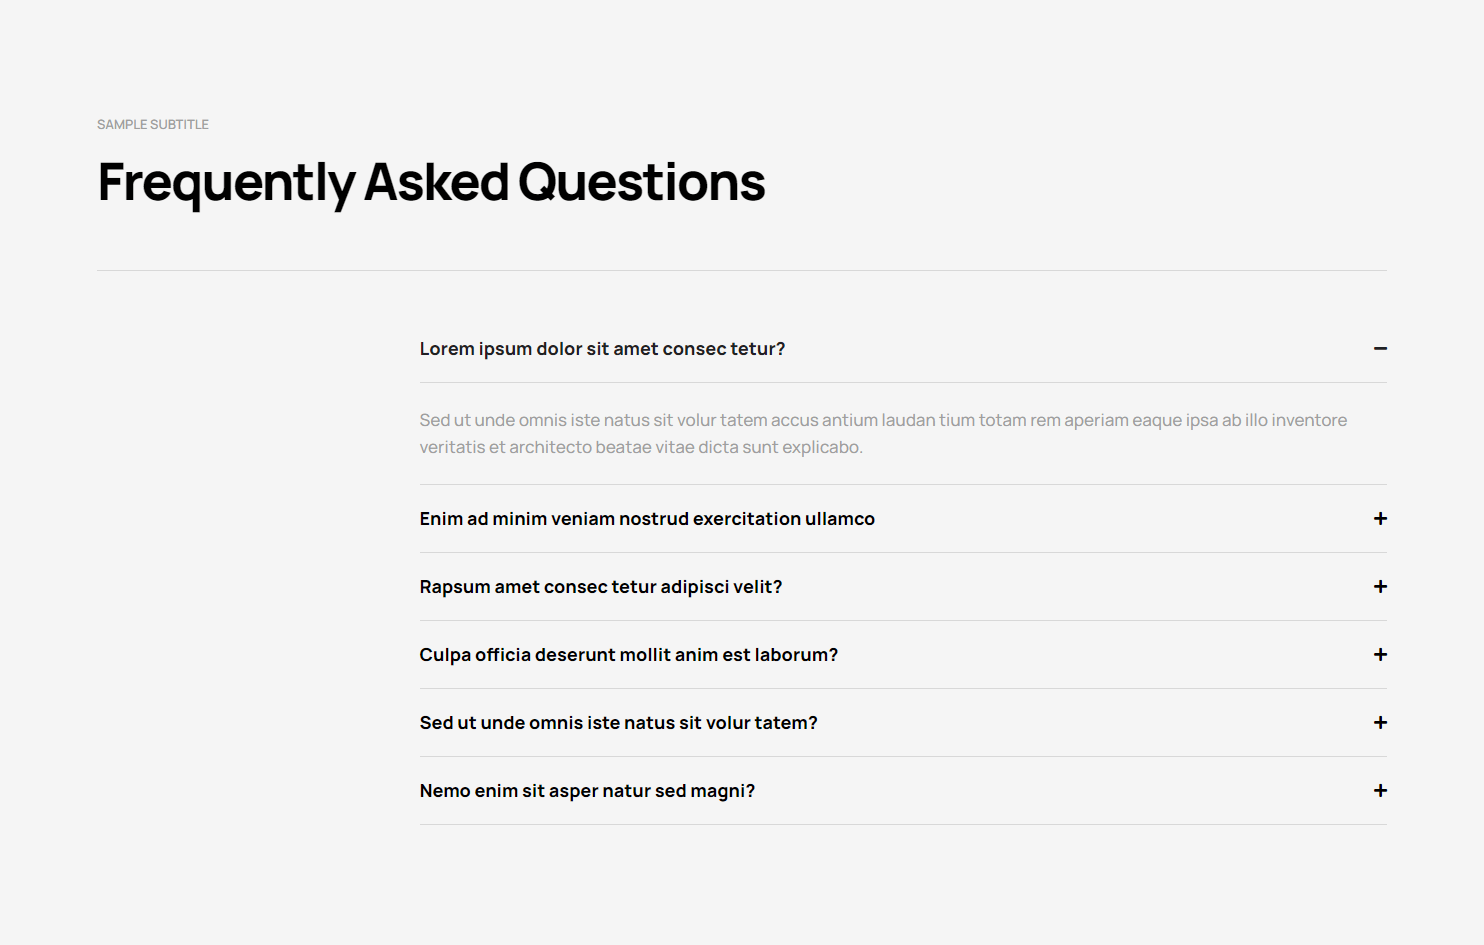 SAMPLE SUBTITLE
Frequently Asked Questions
Lorem ipsum dolor sit amet consec tetur?
Sed ut unde omnis iste natus sit volur tatem accus antium laudan tium totam rem aperiam eaque ipsa ab illo inventore
veritatis et architecto beatae vitae dicta sunt explicabo.
Enim ad minim veniam nostrud exercitation ullamco
Rapsum amet consec tetur adipisci velit?
Culpa officia deserunt mollit anim est laborum?
Sed ut unde omnis iste natus sit volur tatem?
Nemo enim sit asper natur sed magni?